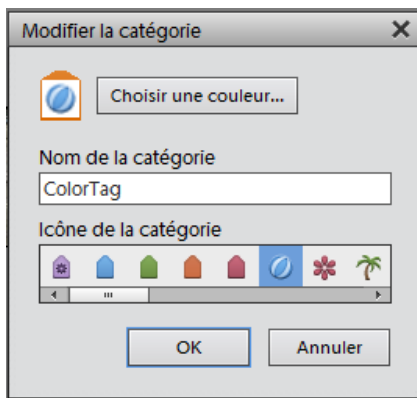 Modifier la catégorie
Choisir une couleur...
Nom de la catégorie
ColorTag
Icône de la catégorie
OK
Annuler